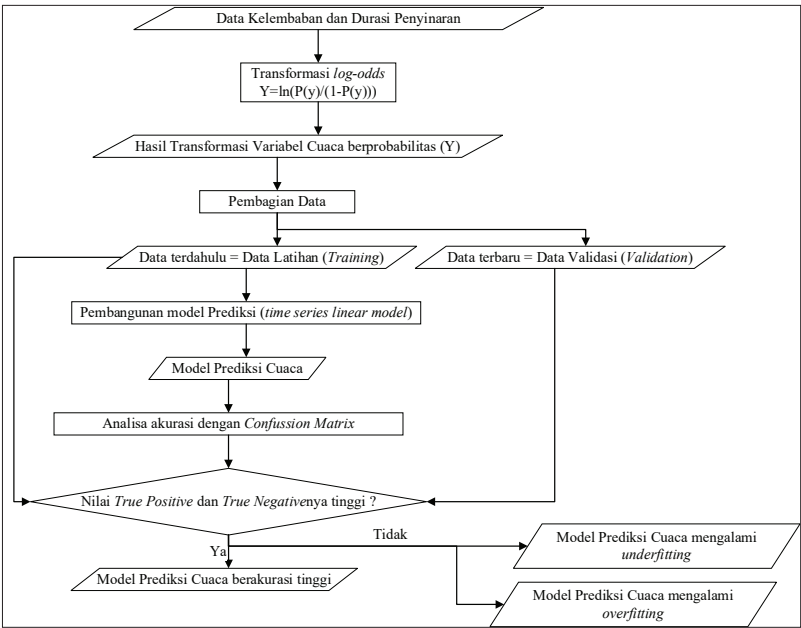 Data Kelembaban dan Durasi Penyinaran
Transformasi log-odds
Y=ln(P(y)/(1-P(y)))
Hasil Transformasi Variabel Cuaca berprobabilitas (Y)
Pembagian Data
Data terdahulu = Data Latihan (Training)
Data terbaru = Data Validasi (Validation)
Pembangunan model Prediksi (time series linear model)
Model Prediksi Cuaca
Analisa akurasi dengan Confussion Matrix
Nilai True Positive dan True Negativenya tinggi ?
Tidak
Ya
Model Prediksi Cuaca mengalami
underfitting
Model Prediksi Cuaca berakurasi tinggi
Model Prediksi Cuaca mengalami
overfitting